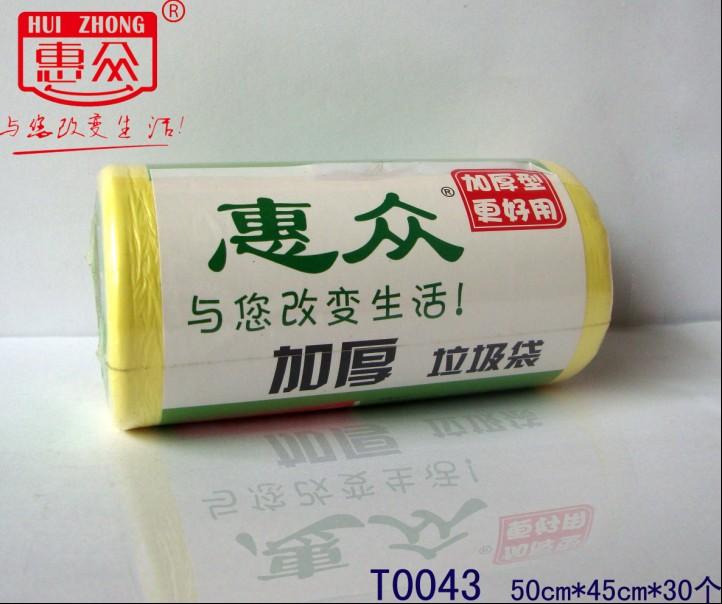 HUI ZHONG ®
惠众
与您改变生活!
惠众®
加厚型
更好用
与您改变生活!
加厚 垃圾袋
T0043 50cm*45cm*30个